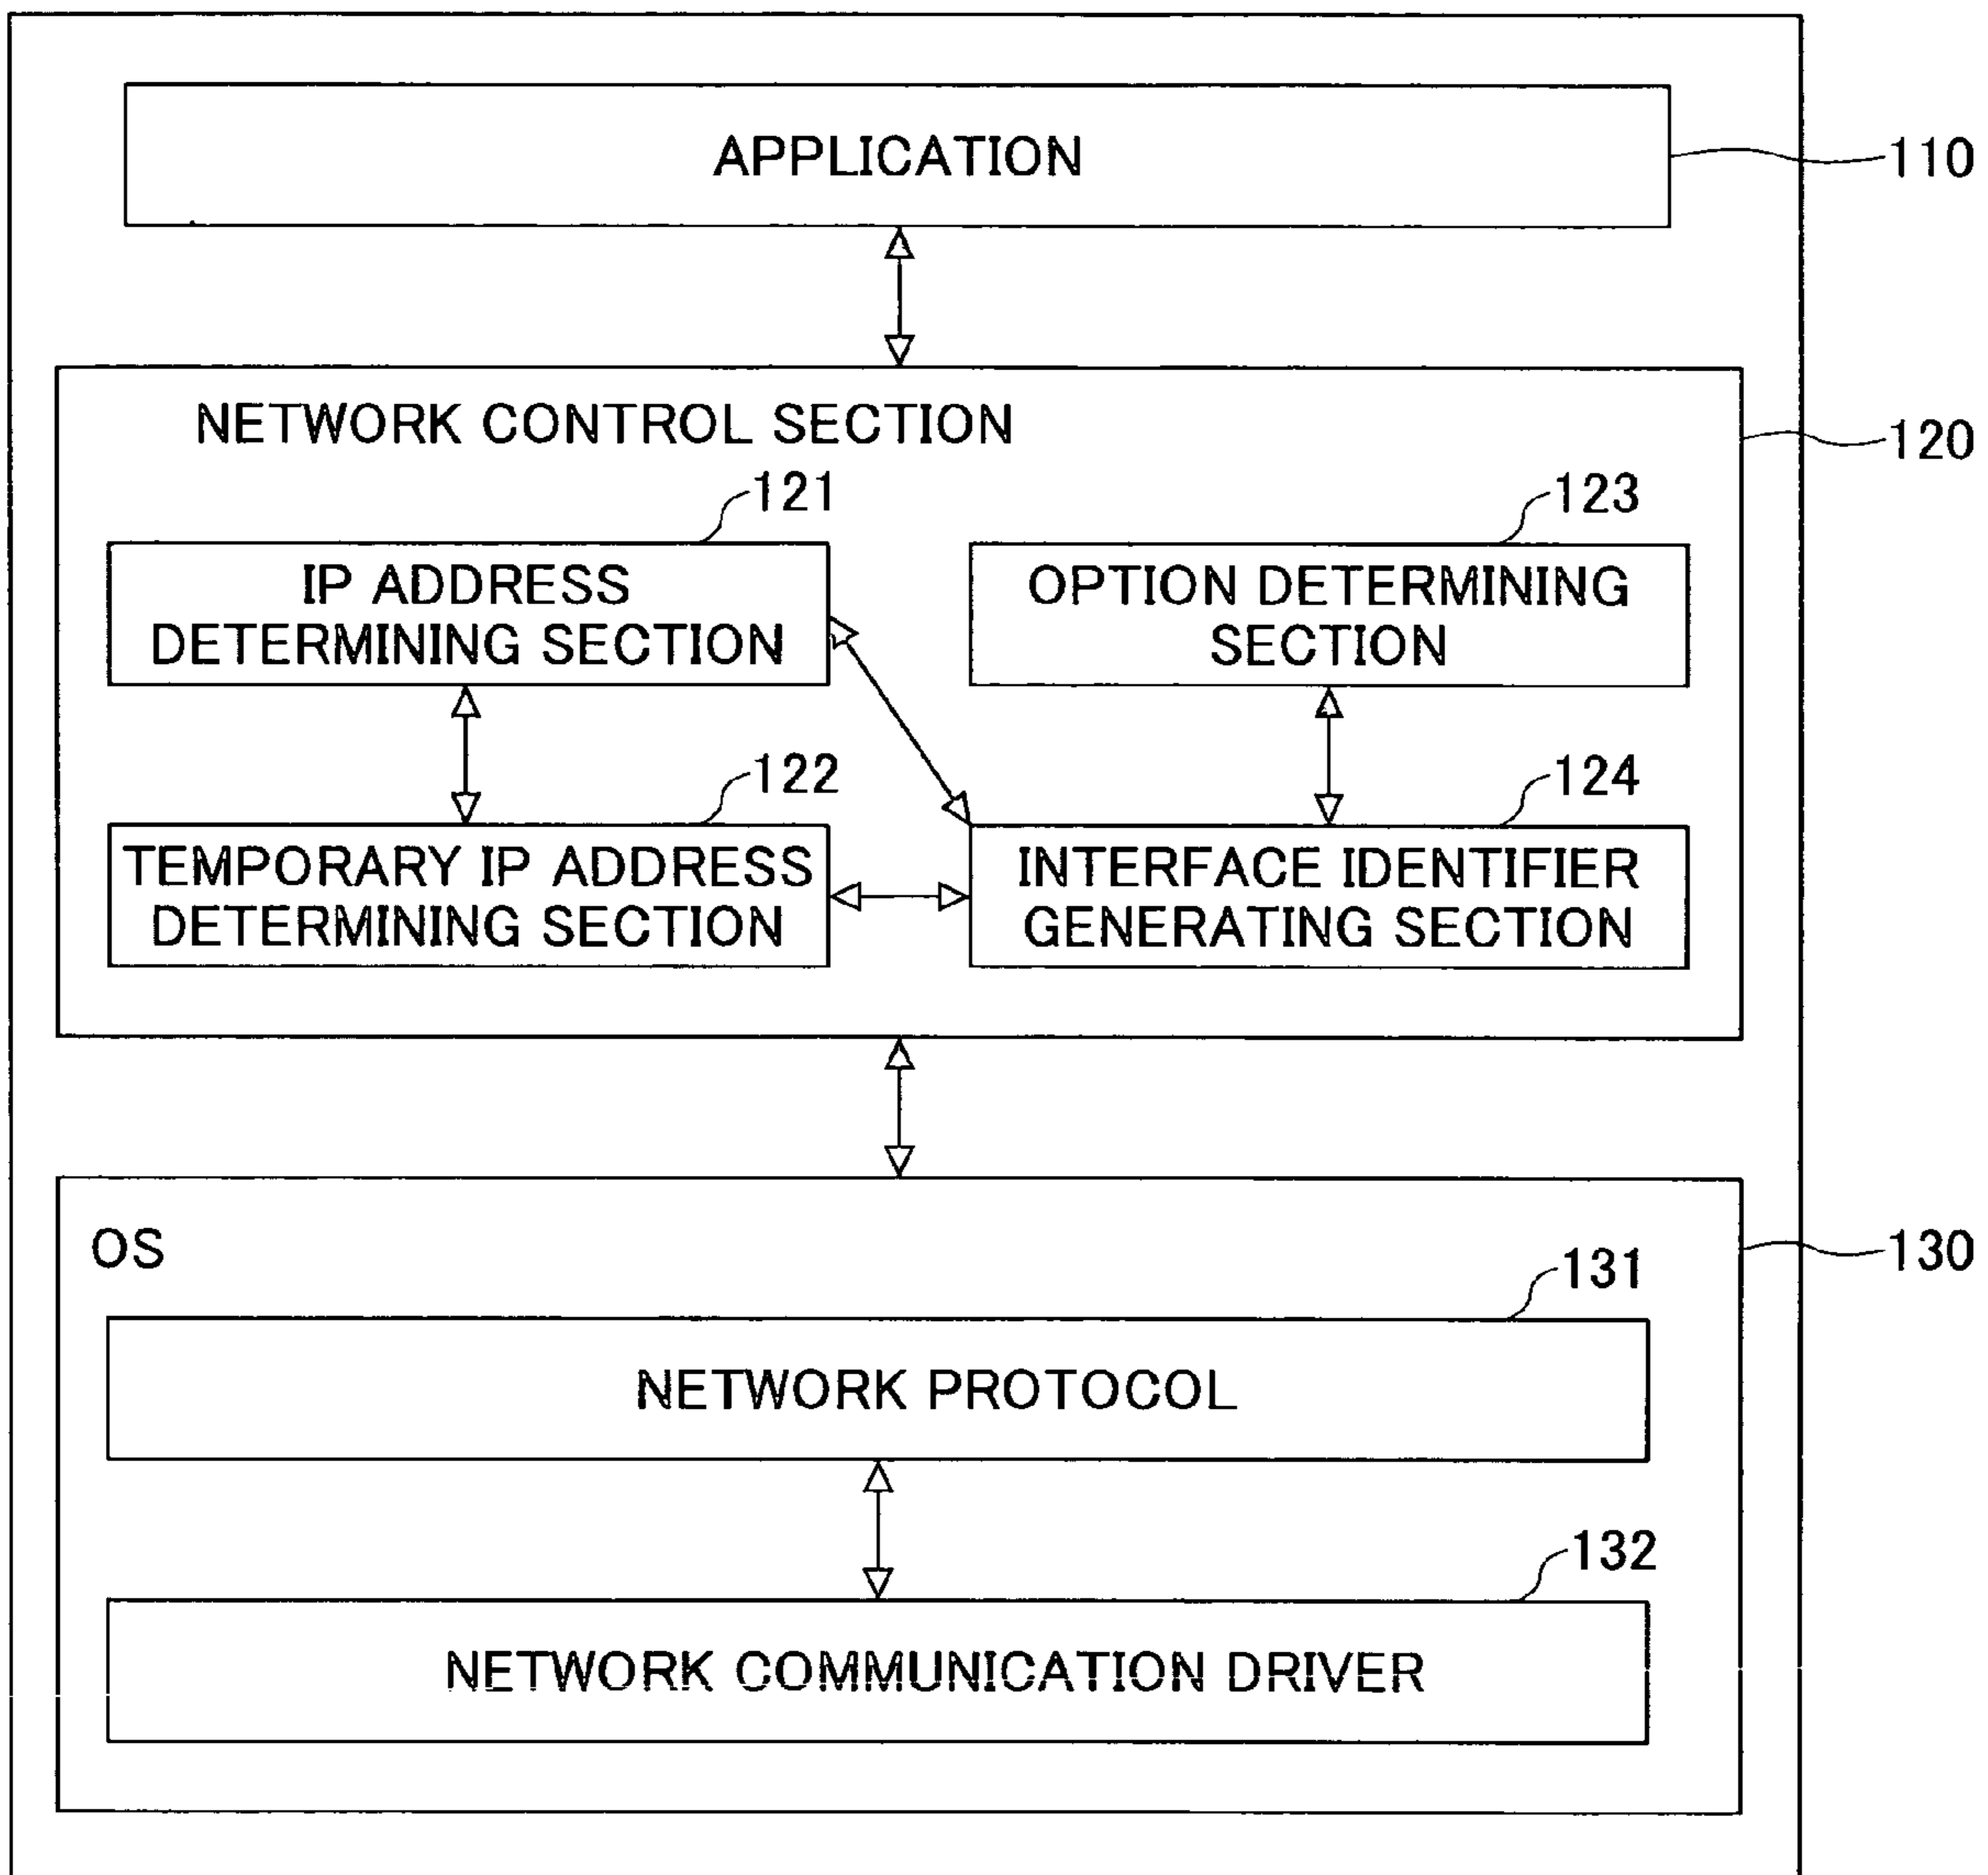 APPLICATION
110
NETWORK CONTROL SECTION
120
121
123
IP ADDRESS
DETERMINING SECTION
OPTION DETERMINING
SECTION
122
124
TEMPORARY IP ADDRESS
DETERMINING SECTION
INTERFACE IDENTIFIER
GENERATING SECTION
OS
130
131
NETWORK PROTOCOL
132
NETWORK COMMUNICATION DRIVER